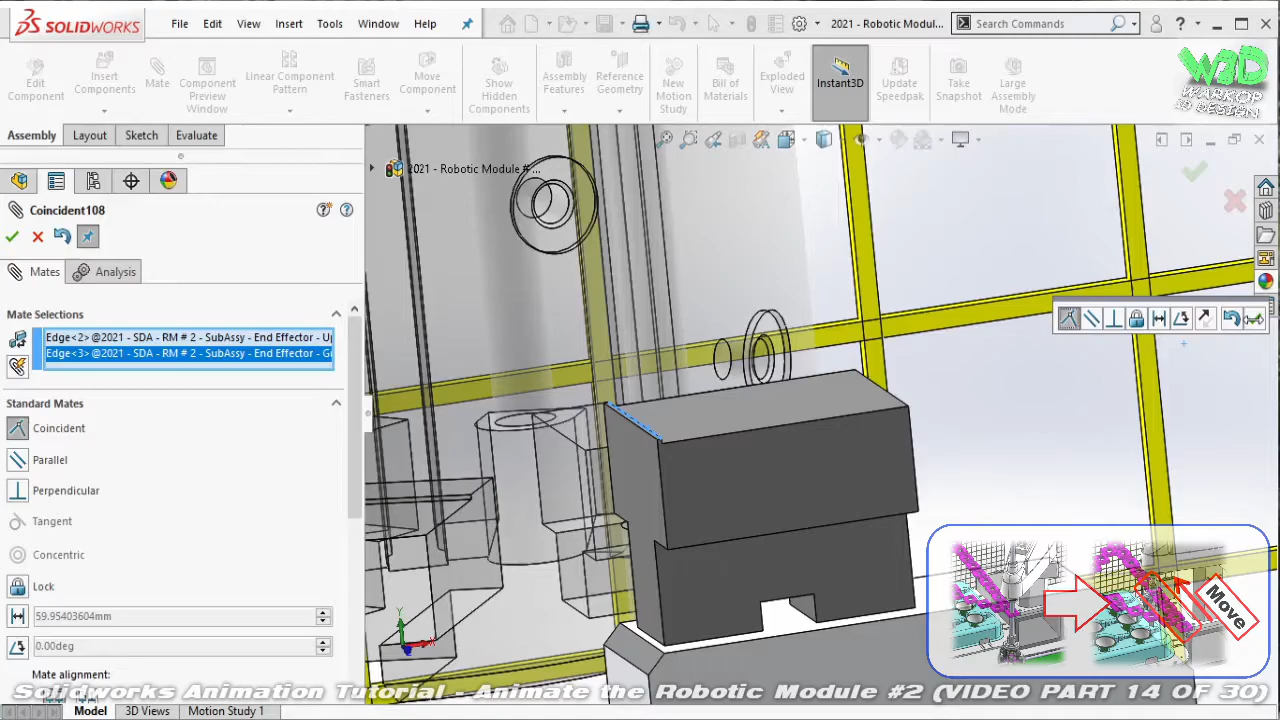 SOLIDWORKS
File Edit View Insert Tools Window Help
2021 - Robotic Modul...
Search Commands
Edit Component
Insert Components
Mate
Component Preview Window
Linear Component Pattern
Smart Fasteners
Move Component
Show Hidden Components
Assembly Features
Reference Geometry
New Motion Study
Bill of Materials
Exploded View
Instant3D
Update Speedpak
Take Snapshot
Large Assembly Mode
Assembly Layout Sketch Evaluate
2021 - Robotic Module # ...
Coincident108
Mates Analysis
Mate Selections
Edge<2>@2021 - SDA - RM # 2 - SubAssy - End Effector - U
Edge<3>@2021 - SDA - RM # 2 - SubAssy - End Effector - G
Standard Mates
Coincident
Parallel
Perpendicular
Tangent
Concentric
Lock
59.95403604mm
0.00deg
Mate alignment:
Move
Solidworks Animation Tutorial - Animate the Robotic Module #2 (VIDEO PART 14 OF 30)
Model 3D Views Motion Study 1